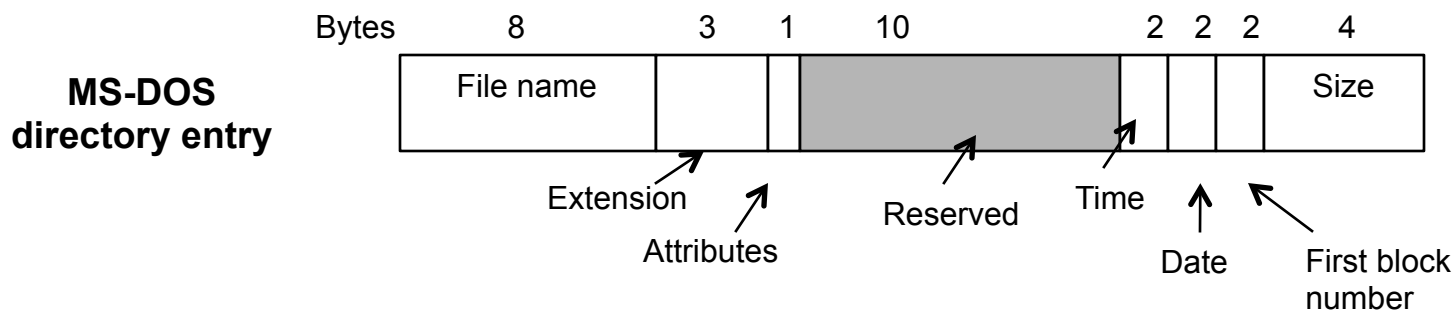 Bytes 8 3 1 10 2 2 2 4
MS-DOS
directory entry
File name
Size
Extension
Attributes
Reserved
Time
Date
First block
number